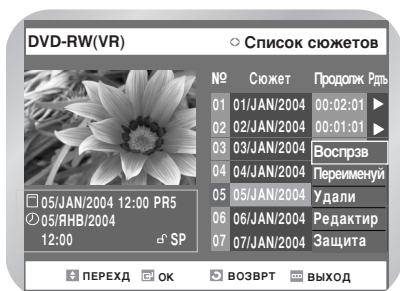 DVD-RW(VR) Список сюжетов
№ Сюжет Продолж Рдть
01 01/JAN/2004 00:02:01
02 02/JAN/2004 00:01:01
03 03/JAN/2004 Воспрзв
04 04/JAN/2004 Переименуй
05 05/JAN/2004 Удали
06 06/JAN/2004 Редактир
07 07/JAN/2004 Защита
05/JAN/2004 12:00 PR5
05/ЯНВ/2004
12:00 SP
ПЕРЕХД ОК ВОЗВРТ ВЫХОД